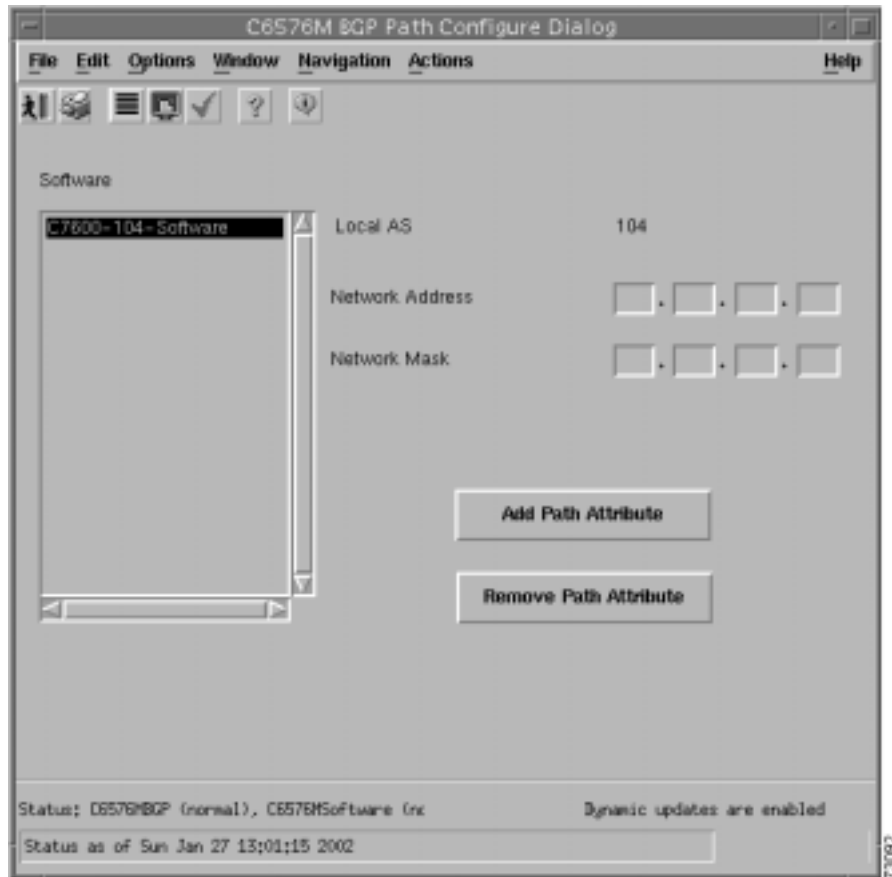 C6576M BGP Path Configure Dialog
File Edit Options Window Navigation Actions Help
Software
C7600-104-Software
Local AS 104
Network Address . . .
Network Mask . . .
Add Path Attribute
Remove Path Attribute
Status: C6576MBGP (normal), C6576MSoftware (no
Dynamic updates are enabled
Status as of Sun Jan 27 13:01:15 2002